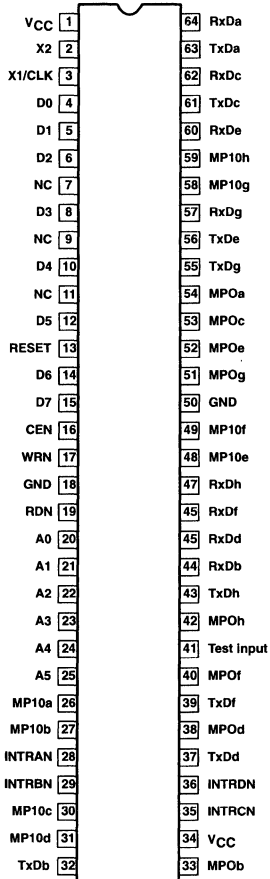 VCC 1 64 RxDa
X2 2 63 TxDa
X1/CLK 3 62 RxDc
D0 4 61 TxDc
D1 5 60 RxDe
D2 6 59 MP10h
NC 7 58 MP10g
D3 8 57 RxDg
NC 9 56 TxDe
D4 10 55 TxDg
NC 11 54 MPOa
D5 12 53 MPOc
RESET 13 52 MPOe
D6 14 51 MPOg
D7 15 50 GND
CEN 16 49 MP10f
WRN 17 48 MP10e
GND 18 47 RxDh
RDN 19 45 RxDf
A0 20 45 RxDd
A1 21 44 RxDb
A2 22 43 TxDh
A3 23 42 MPOh
A4 24 41 Test input
A5 25 40 MPOf
MP10a 26 39 TxDf
MP10b 27 38 MPOd
INTRAN 28 37 TxDd
INTRBN 29 36 INTRDN
MP10c 30 35 INTRCN
MP10d 31 34 VCC
TxDb 32 33 MPOb